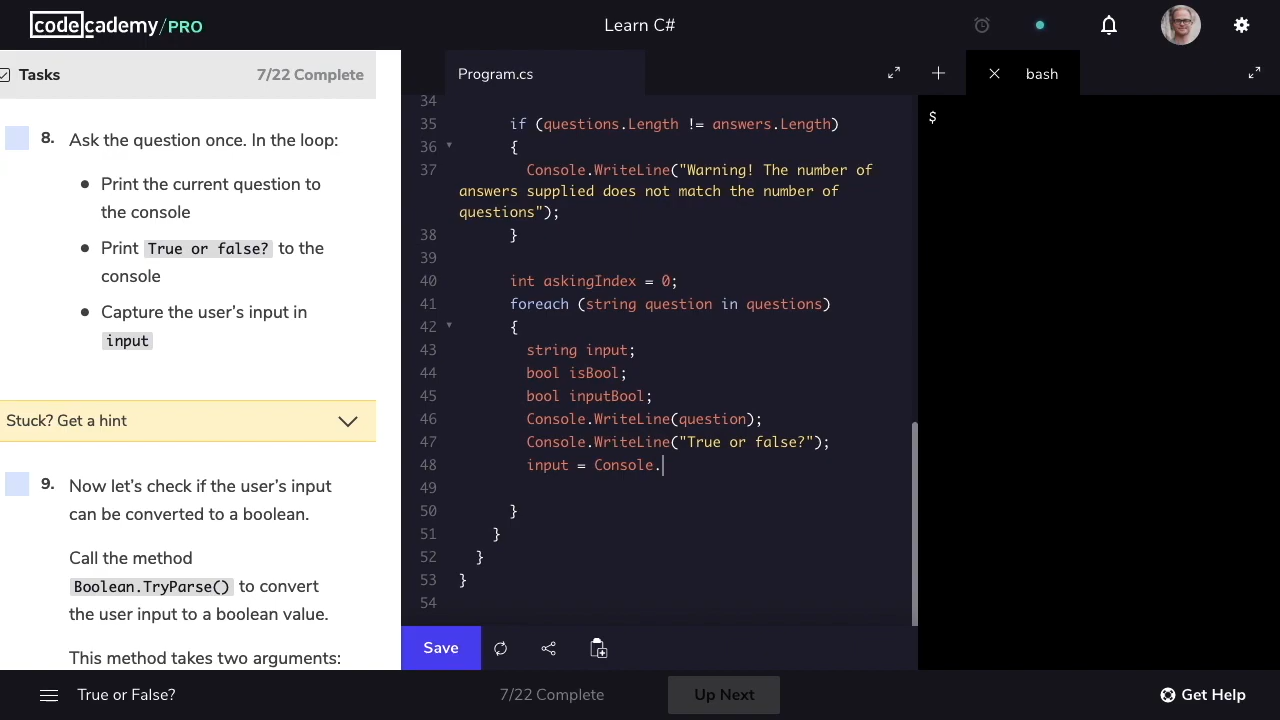 codecademy/PRO
Learn C#
Tasks
7/22 Complete
8. Ask the question once. In the loop:
Print the current question to
the console
Print True or false? to the
console
Capture the user's input in
input
Stuck? Get a hint
9. Now let's check if the user's input
can be converted to a boolean.
Call the method
Boolean.TryParse() to convert
the user input to a boolean value.
This method takes two arguments:
Program.cs
34
35 if (questions.Length != answers.Length)
36 {
37 Console.WriteLine("Warning! The number of
answers supplied does not match the number of
questions");
38 }
39
40 int askingIndex = 0;
41 foreach (string question in questions)
42 {
43 string input;
44 bool isBool;
45 bool inputBool;
46 Console.WriteLine(question);
47 Console.WriteLine("True or false?");
48 input = Console.
49
50 }
51 }
52 }
53 }
54
Save
bash
$
True or False?
7/22 Complete
Up Next
Get Help